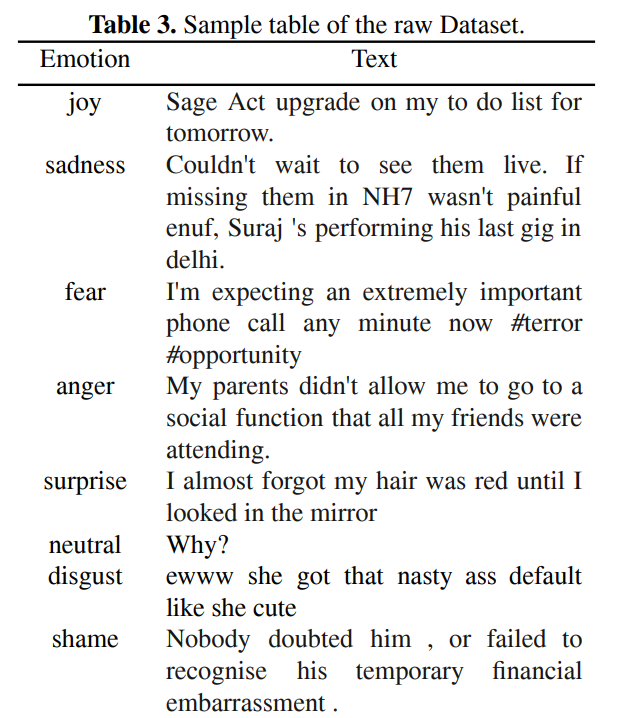 Table 3. Sample table of the raw Dataset.
Emotion Text
joy Sage Act upgrade on my to do list for
tomorrow.
sadness Couldn't wait to see them live. If
missing them in NH7 wasn't painful
enuf, Suraj 's performing his last gig in
delhi.
fear I'm expecting an extremely important
phone call any minute now #terror
#opportunity
anger My parents didn't allow me to go to a
social function that all my friends were
attending.
surprise I almost forgot my hair was red until I
looked in the mirror
neutral Why?
disgust ewww she got that nasty ass default
like she cute
shame Nobody doubted him , or failed to
recognise his temporary financial
embarrassment .